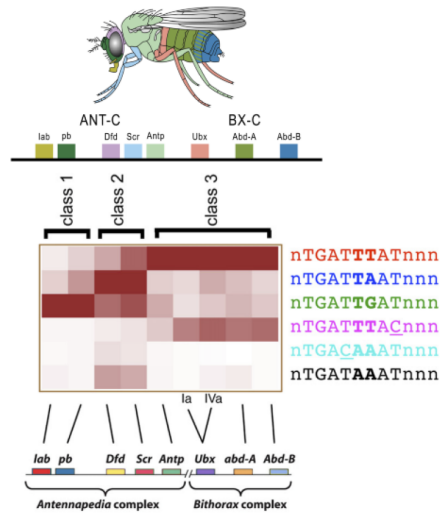 ANT-C BX-C
lab pb Dfd Scr Antp Ubx Abd-A Abd-B
class 1
class 2
class 3
nTGATTTATnnn
nTGATTAATnnn
nTGATTGATnnn
nTGATTTACnnn
nTGACAAATnnn
nTGATAAATnnn
Ia IVa
lab pb Dfd Scr Antp Ubx abd-A Abd-B
Antennapedia complex Bithorax complex